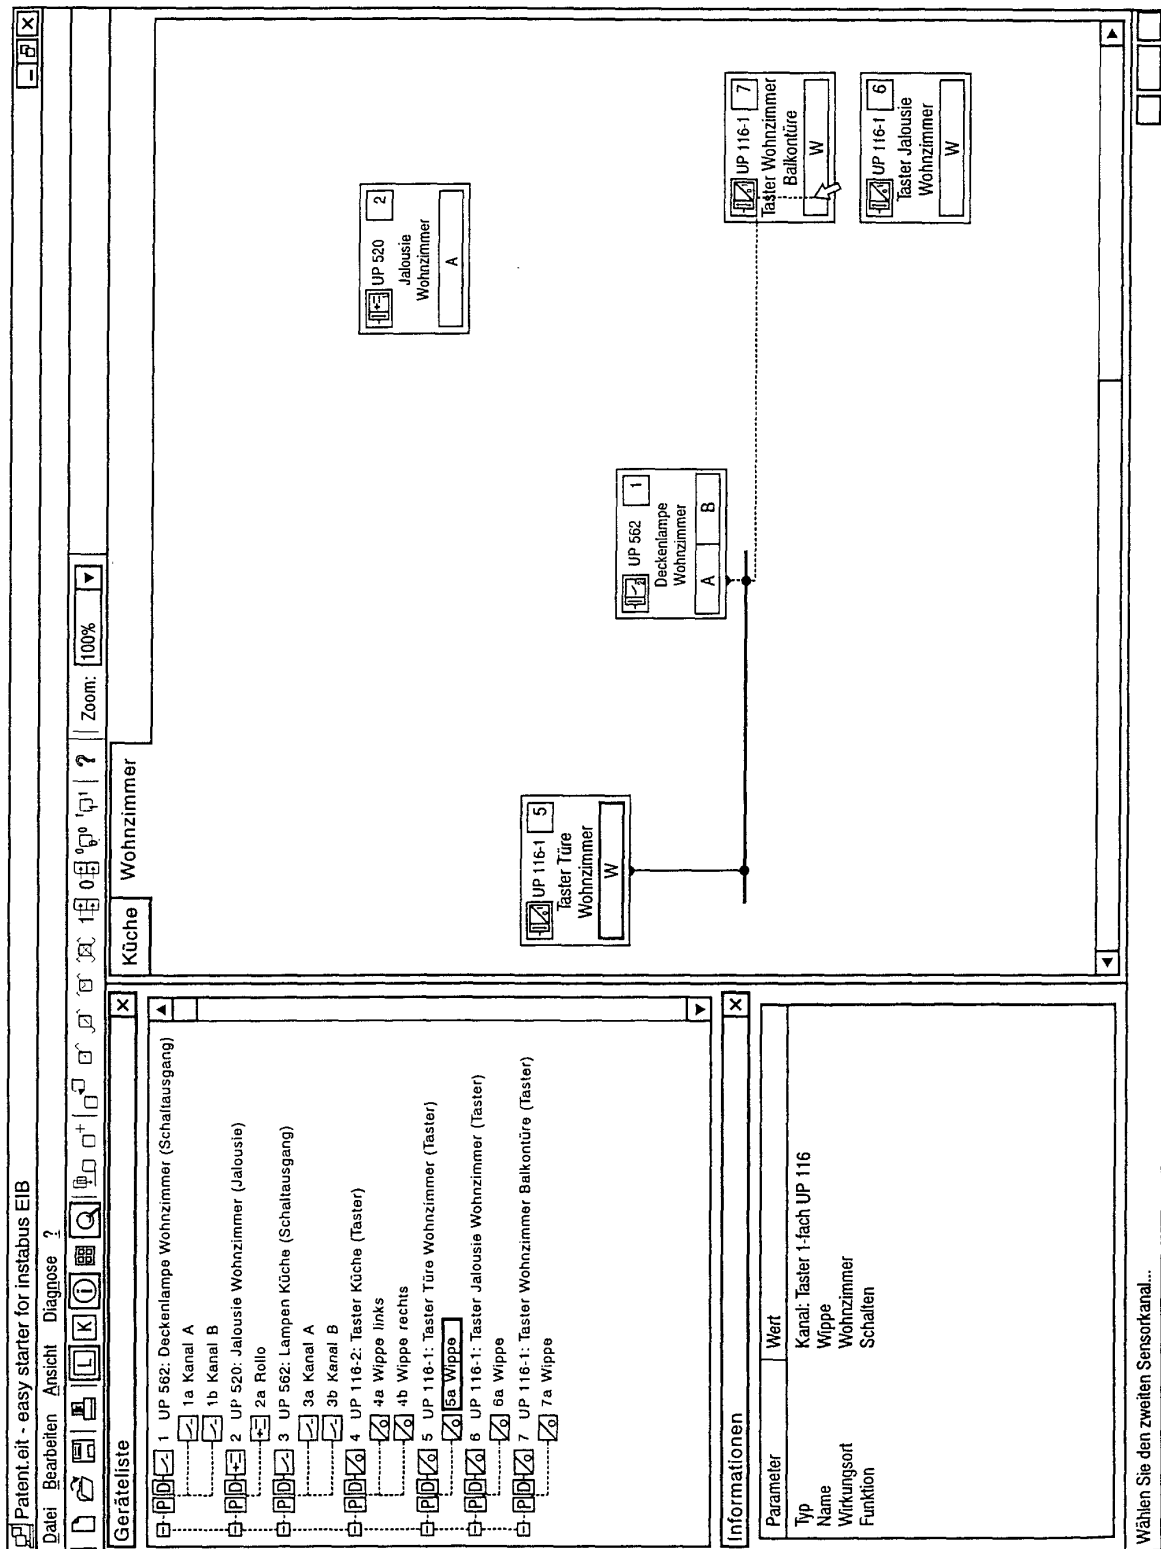 Patent.eit - easy starter for instabus EIB
Datei Bearbeiten Ansicht Diagnose ?
L K i ? Zoom: 100%
Geräteliste
P D 1 UP 562: Deckenlampe Wohnzimmer (Schaltausgang)
1a Kanal A
1b Kanal B
P D 2 UP 520: Jalousie Wohnzimmer (Jalousie)
2a Rollo
P D 3 UP 562: Lampen Küche (Schaltausgang)
3a Kanal A
3b Kanal B
P D 4 UP 116-2: Taster Küche (Taster)
4a Wippe links
4b Wippe rechts
P D 5 UP 116-1: Taster Türe Wohnzimmer (Taster)
5a Wippe
P D 6 UP 116-1: Taster Jalousie Wohnzimmer (Taster)
6a Wippe
P D 7 UP 116-1: Taster Wohnzimmer Balkontüre (Taster)
7a Wippe
Informationen
Parameter Wert
Typ Kanal: Taster 1-fach UP 116
Name Wippe
Wirkungsort Wohnzimmer
Funktion Schalten
Küche Wohnzimmer
UP 116-1 5
Taster Türe
Wohnzimmer
W
UP 562 1
Deckenlampe
Wohnzimmer
A B
UP 520 2
Jalousie
Wohnzimmer
A
UP 116-1 7
Taster Wohnzimmer
Balkontüre
W
UP 116-1 6
Taster Jalousie
Wohnzimmer
W
Wählen Sie den zweiten Sensorkanal...